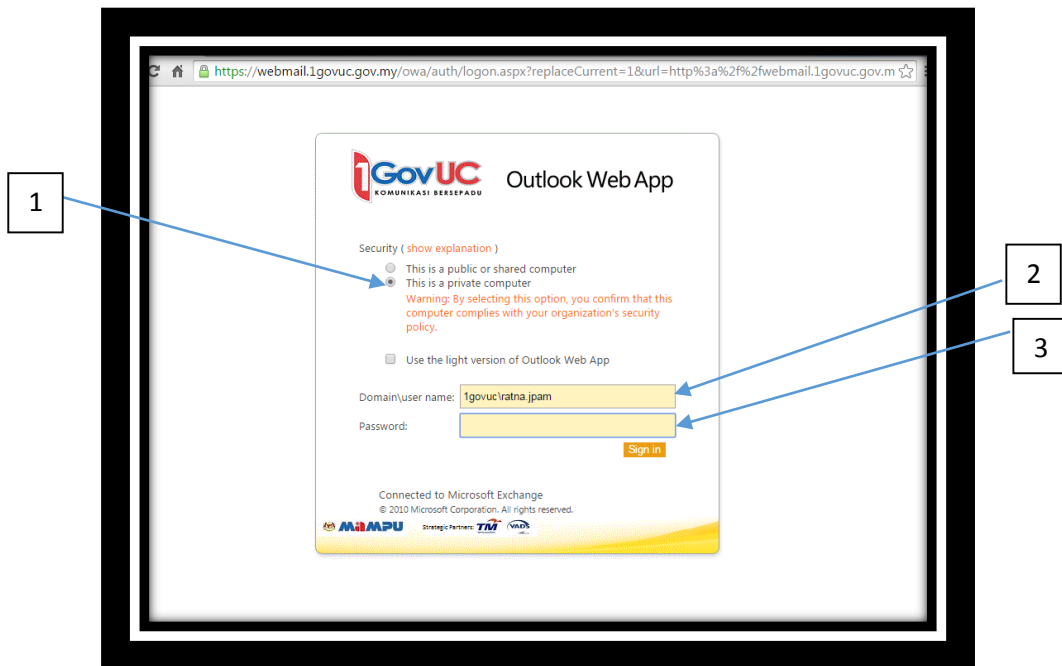 https://webmail.1govuc.gov.my/owa/auth/logon.aspx?replaceCurrent=1&url=http%3a%2f%2fwebmail.1govuc.gov.m
1GovUC
KOMUNIKASI BERSEPADU
Outlook Web App
1
Security ( show explanation )
This is a public or shared computer
This is a private computer
Warning: By selecting this option, you confirm that this
computer complies with your organization's security
policy.
2
3
Use the light version of Outlook Web App
Domain\user name: 1govuc\ratna.jpam
Password:
Sign in
Connected to Microsoft Exchange
© 2010 Microsoft Corporation. All rights reserved.
MAMPU Strategic Partners: TM VADS